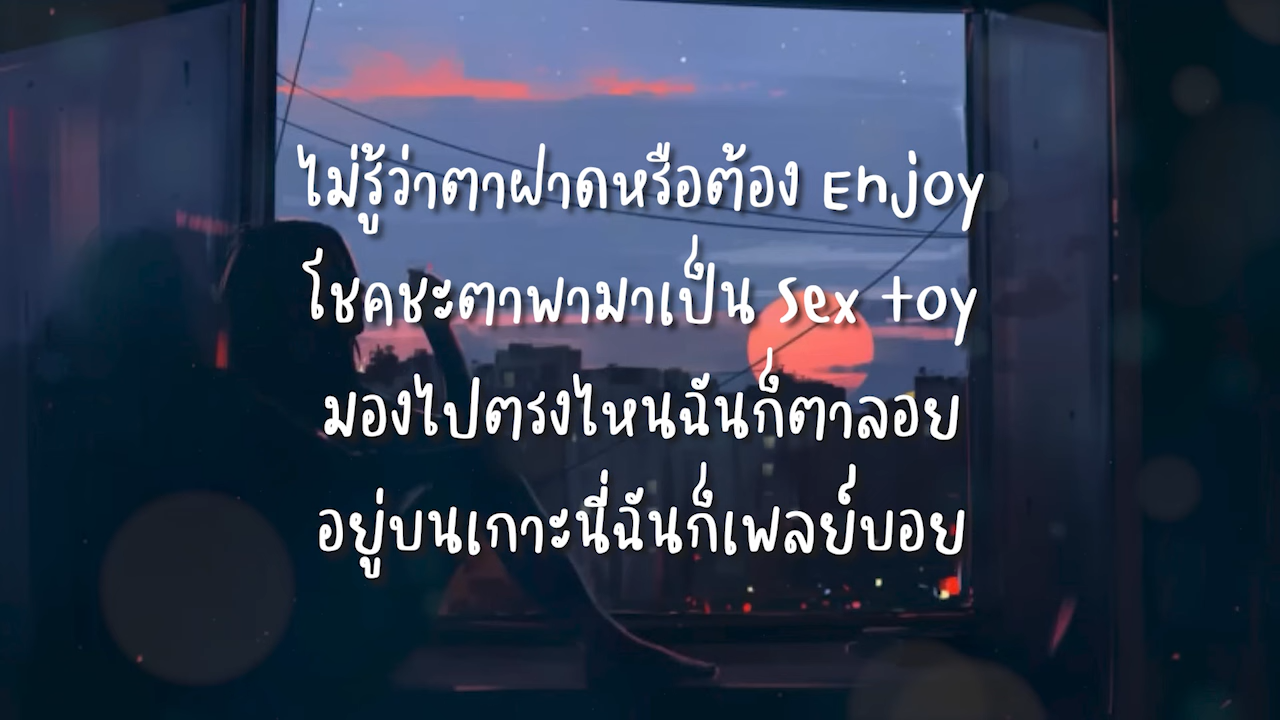 ไม่รู้ว่าตาฝาดหรือต้อง Enjoy
โชคชะตาพามาเป็น Sex toy
มองไปตรงไหนฉันก็ตาลอย
อยู่บนเกาะนี่ฉันก็เฟลย์บอย